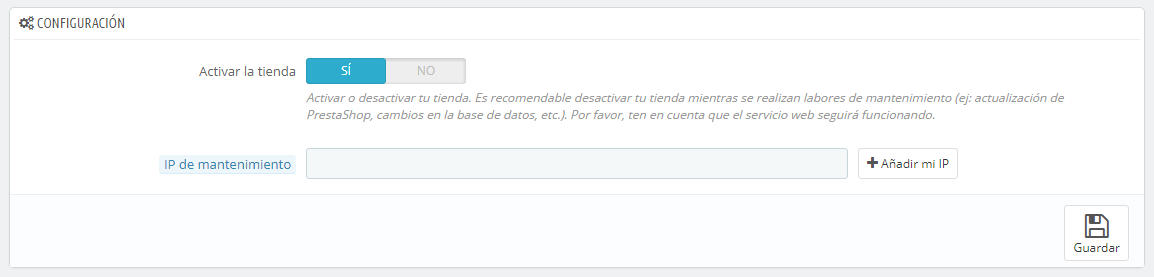 CONFIGURACIÓN
Activar la tienda SÍ NO
Activar o desactivar tu tienda. Es recomendable desactivar tu tienda mientras se realizan labores de mantenimiento (ej: actualización de
PrestaShop, cambios en la base de datos, etc.). Por favor, ten en cuenta que el servicio web seguirá funcionando.
IP de mantenimiento Añadir mi IP
Guardar